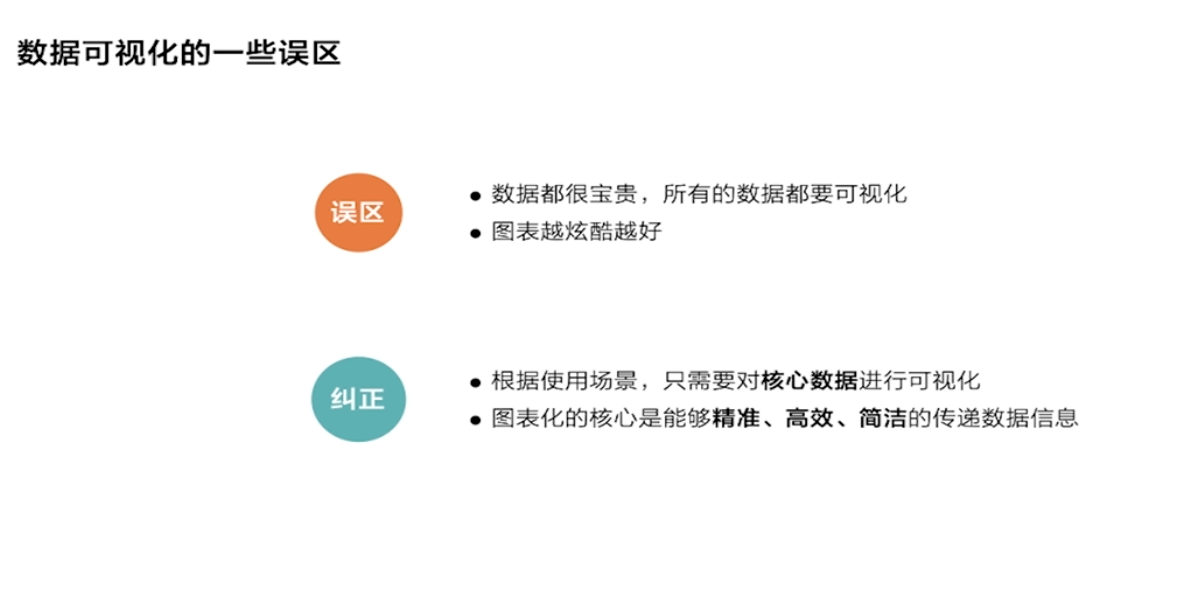 数据可视化的一些误区
误区
● 数据都很宝贵，所有的数据都要可视化
● 图表越炫酷越好
纠正
● 根据使用场景，只需要对核心数据进行可视化
● 图表化的核心是能够精准、高效、简洁的传递数据信息